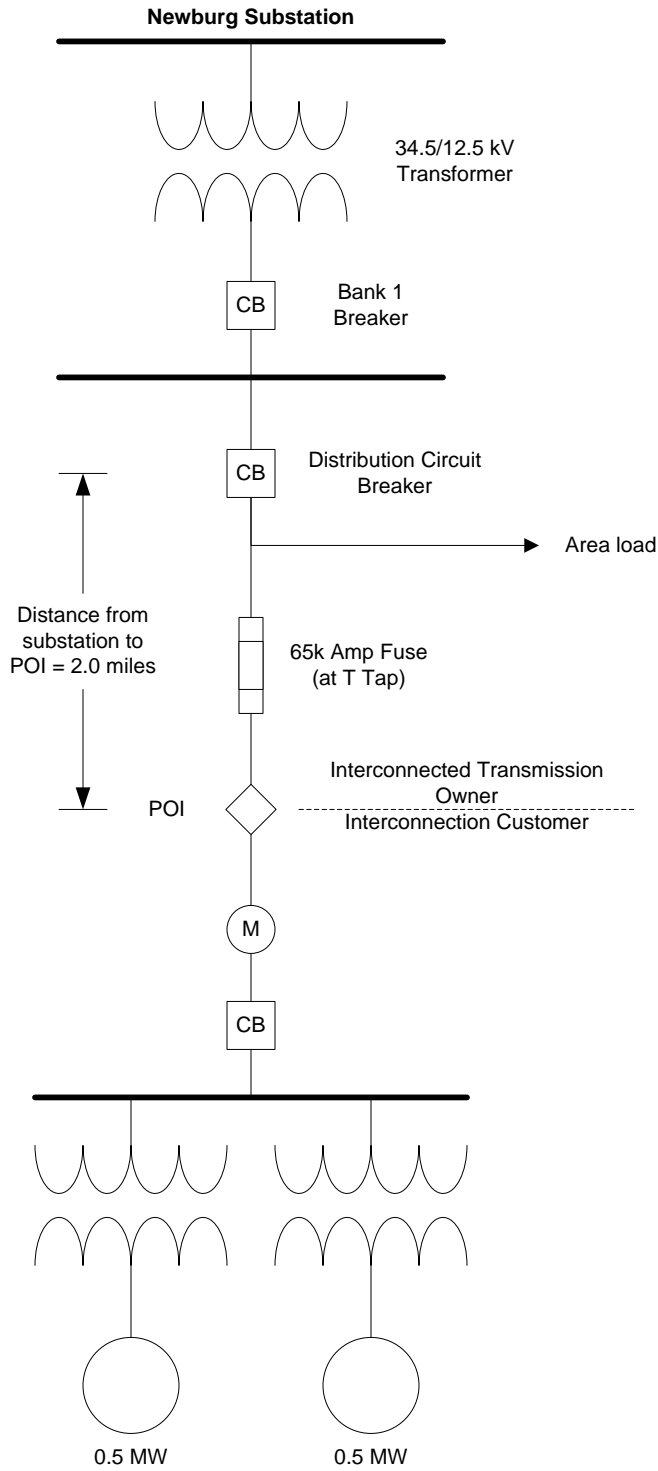 Newburg Substation
34.5/12.5 kV
Transformer
CB
Bank 1
Breaker
CB
Distribution Circuit
Breaker
Area load
Distance from
substation to
POI = 2.0 miles
65k Amp Fuse
(at T Tap)
POI
Interconnected Transmission
Owner
Interconnection Customer
M
CB
0.5 MW
0.5 MW